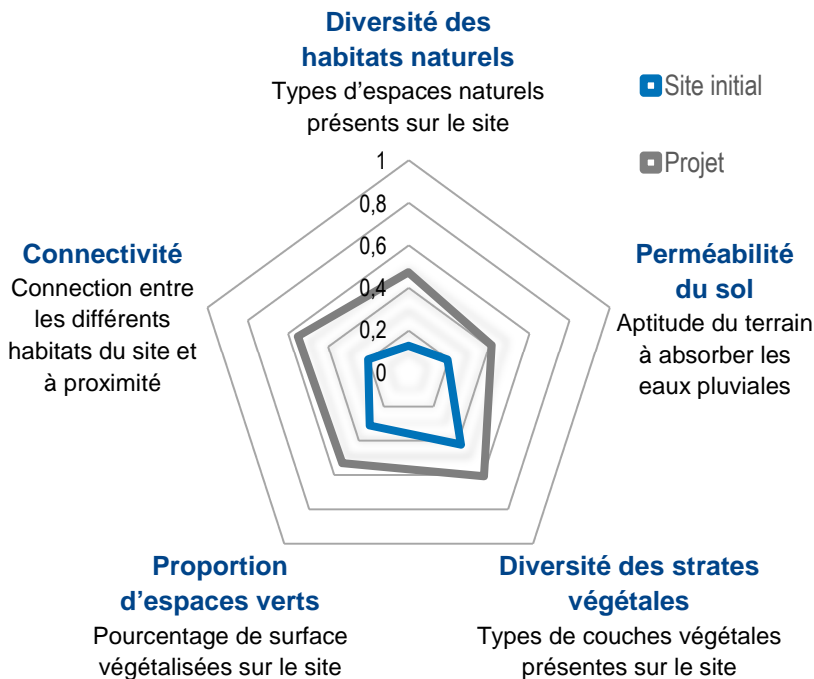 Diversité des
habitats naturels
Types d'espaces naturels
présents sur le site
Site initial
Projet
1
0,8
0,6
0,4
0,2
0
Connectivité
Connection entre
les différents
habitats du site et
à proximité
Perméabilité
du sol
Aptitude du terrain
à absorber les
eaux pluviales
Proportion
d'espaces verts
Pourcentage de surface
végétalisées sur le site
Diversité des strates
végétales
Types de couches végétales
présentes sur le site